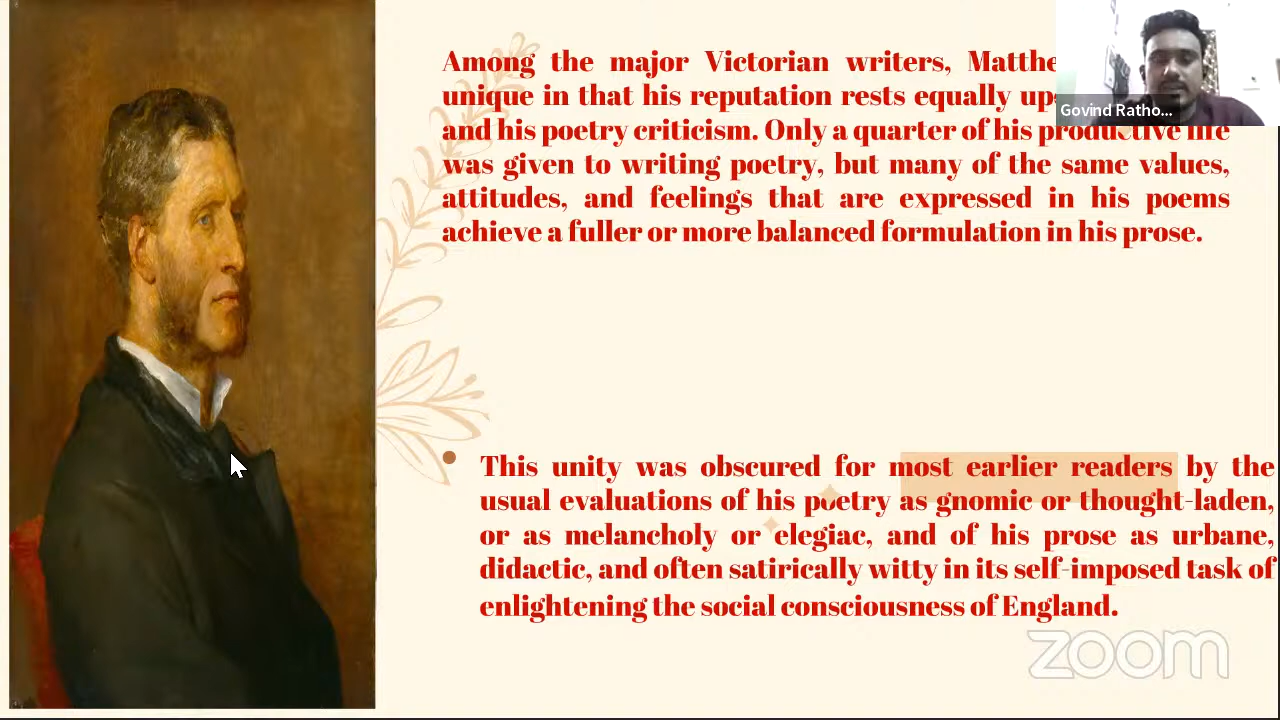 Among the major Victorian writers, Matthe
unique in that his reputation rests equally up
and his poetry criticism. Only a quarter of his productive life
was given to writing poetry, but many of the same values,
attitudes, and feelings that are expressed in his poems
achieve a fuller or more balanced formulation in his prose.
Govind Ratho...
• This unity was obscured for most earlier readers by the
usual evaluations of his poetry as gnomic or thought-laden,
or as melancholy or elegiac, and of his prose as urbane,
didactic, and often satirically witty in its self-imposed task of
enlightening the social consciousness of England.
zoom